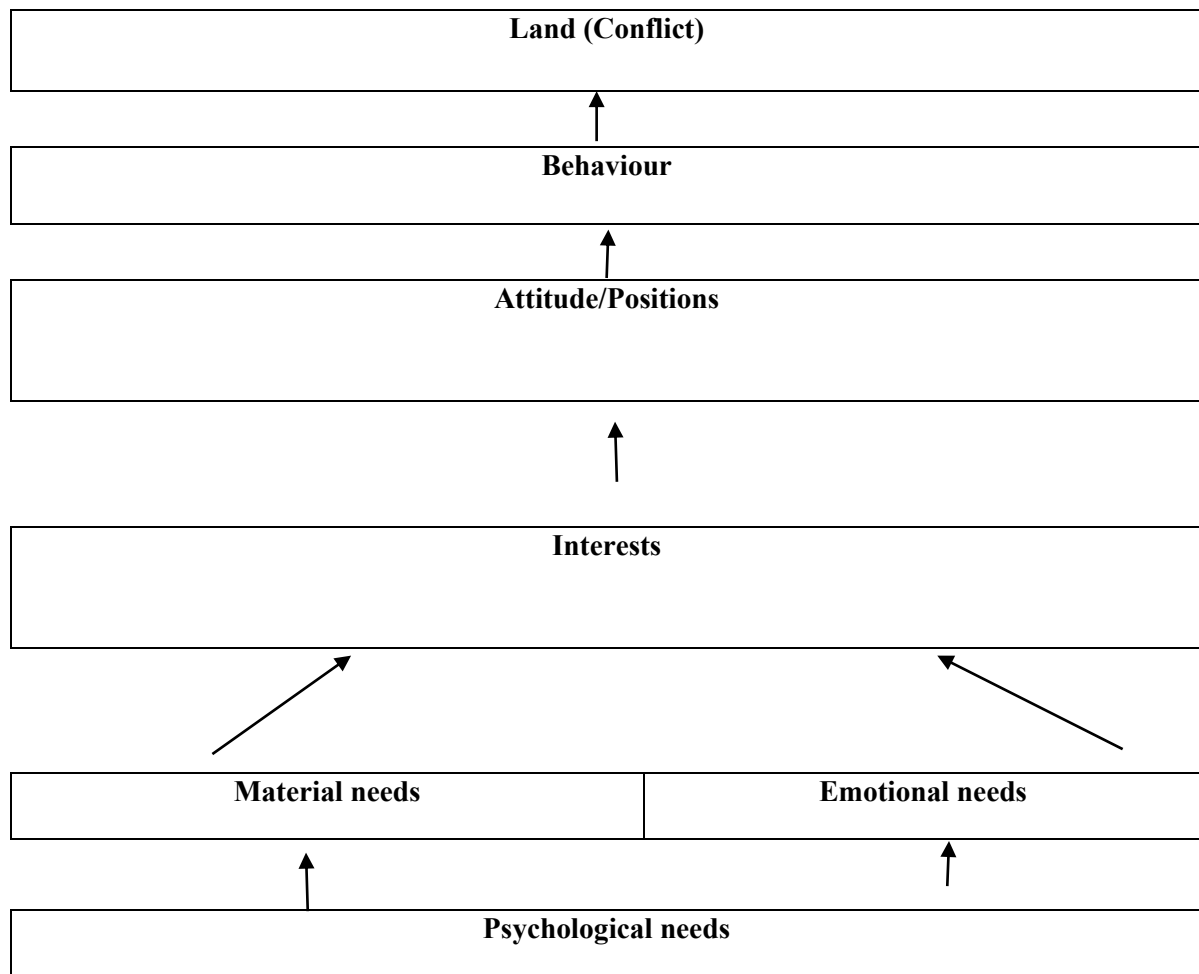 Land (Conflict)
Behaviour
Attitude/Positions
Interests
Material needs
Emotional needs
Psychological needs